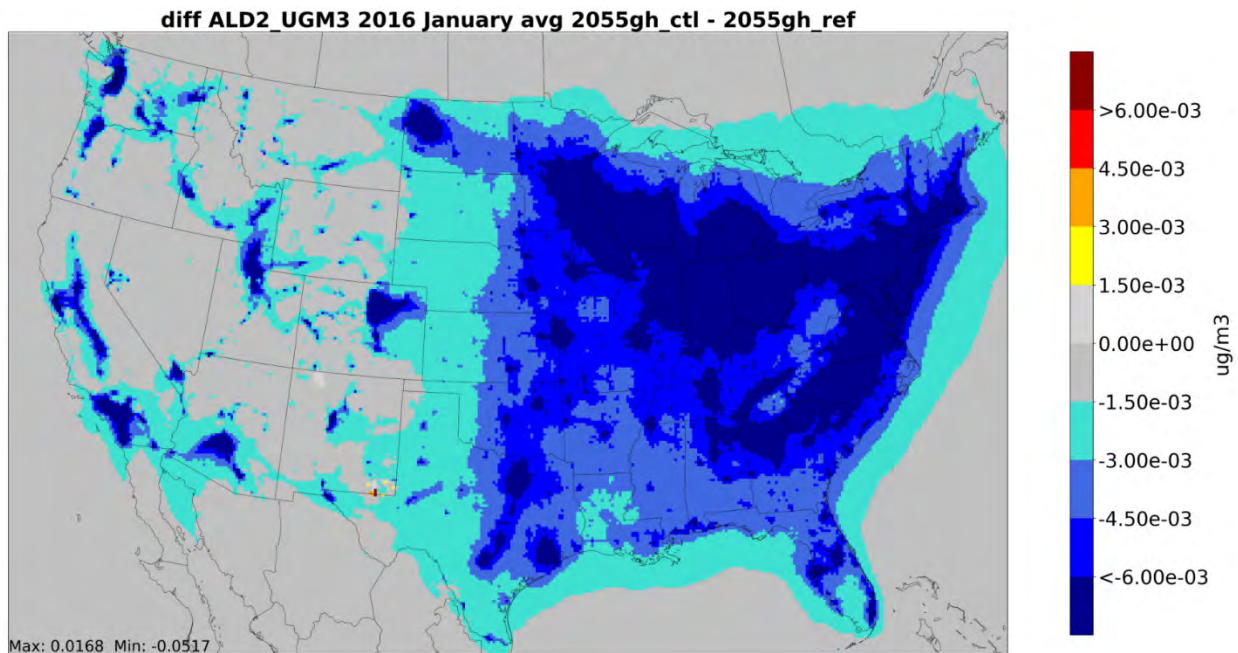 diff ALD2_UGM3 2016 January avg 2055gh_ctl - 2055gh_ref
>6.00e-03
4.50e-03
3.00e-03
1.50e-03
0.00e+00
-1.50e-03
-3.00e-03
-4.50e-03
<-6.00e-03
ug/m3
Max: 0.0168 Min: -0.0517